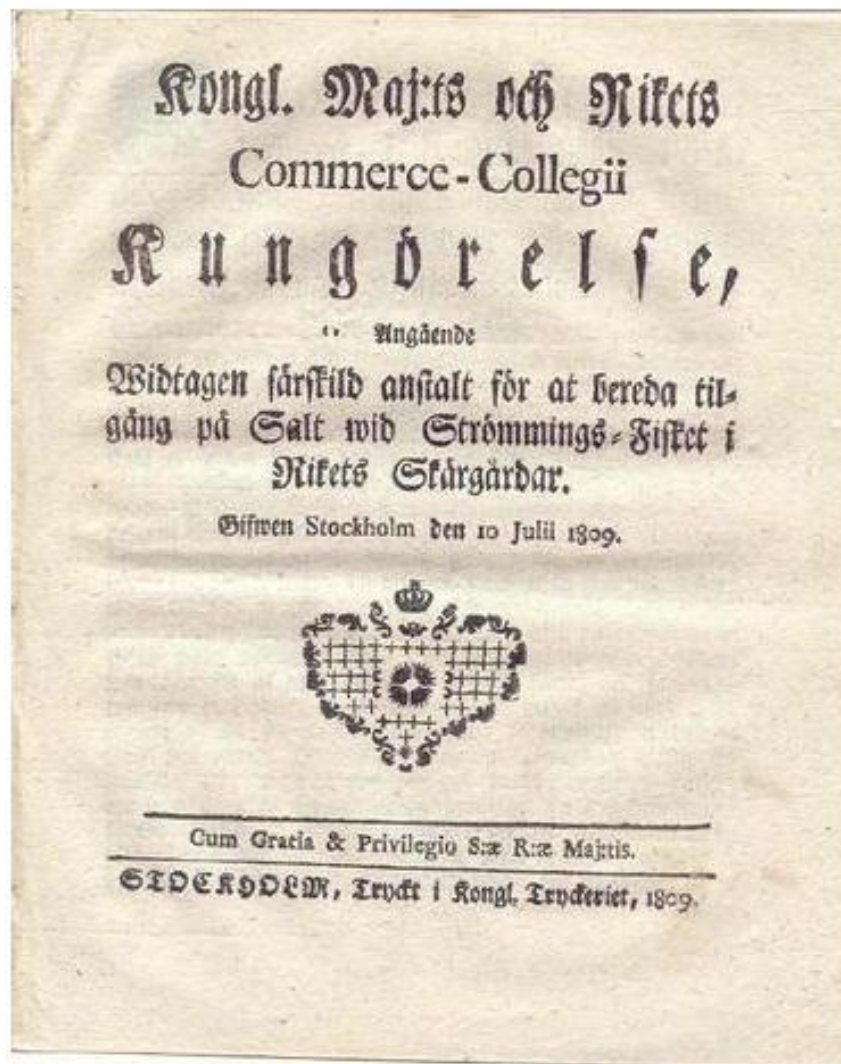 Kongl. Maj:ts och Rikets
Commerce-Collegii
Kungörelse,
Angående
Widtagen särskild anstalt för at bereda til-
gång på Salt wid Strömmings-Fisket i
Rikets Skärgårdar.
Gifwen Stockholm den 10 Julii 1809.
Cum Gratia & Privilegio S:æ R:æ Maj:tis.
STOCKHOLM, Tryckt i Kongl. Tryckeriet, 1809.